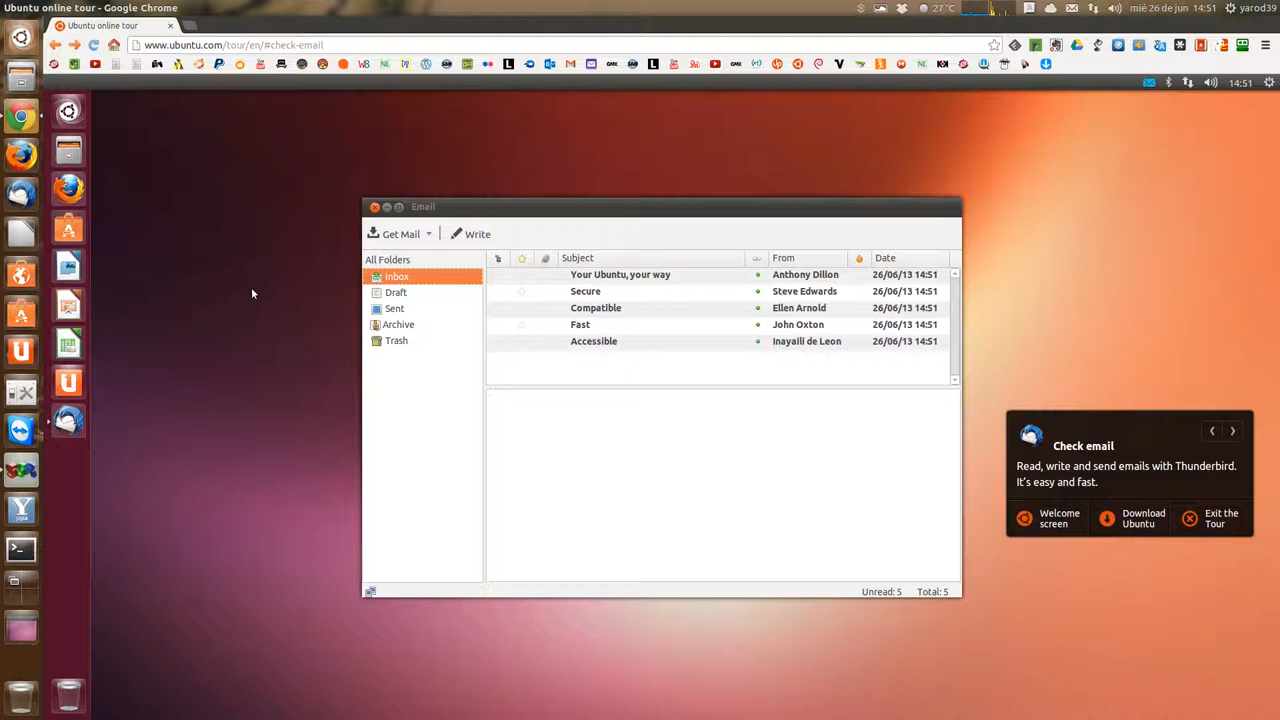 Ubuntu online tour - Google Chrome
27°C
mié 26 de jun 14:51 yarod39
Ubuntu online tour
www.ubuntu.com/tour/en/#check-email
14:51
Email
Get Mail Write
All Folders
Inbox
Draft
Sent
Archive
Trash
Subject From Date
Your Ubuntu, your way Anthony Dillon 26/06/13 14:51
Secure Steve Edwards 26/06/13 14:51
Compatible Ellen Arnold 26/06/13 14:51
Fast John Oxton 26/06/13 14:51
Accessible Inayaili de Leon 26/06/13 14:51
Unread: 5 Total: 5
Check email
Read, write and send emails with Thunderbird.
It's easy and fast.
Welcome screen
Download Ubuntu
Exit the Tour